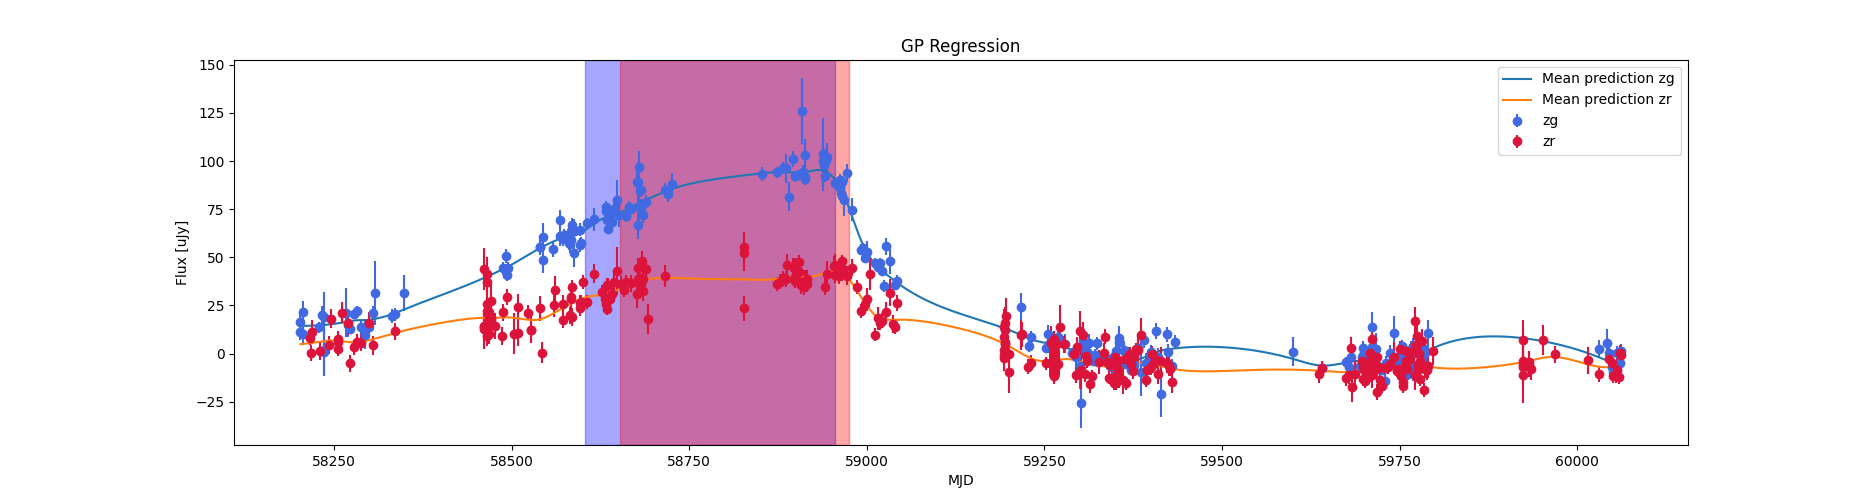 GP Regression
150
125
100
75
50
25
0
−25
Flux [uJy]
58250
58500
58750
59000
59250
59500
59750
60000
MJD
Mean prediction zg
Mean prediction zr
zg
zr